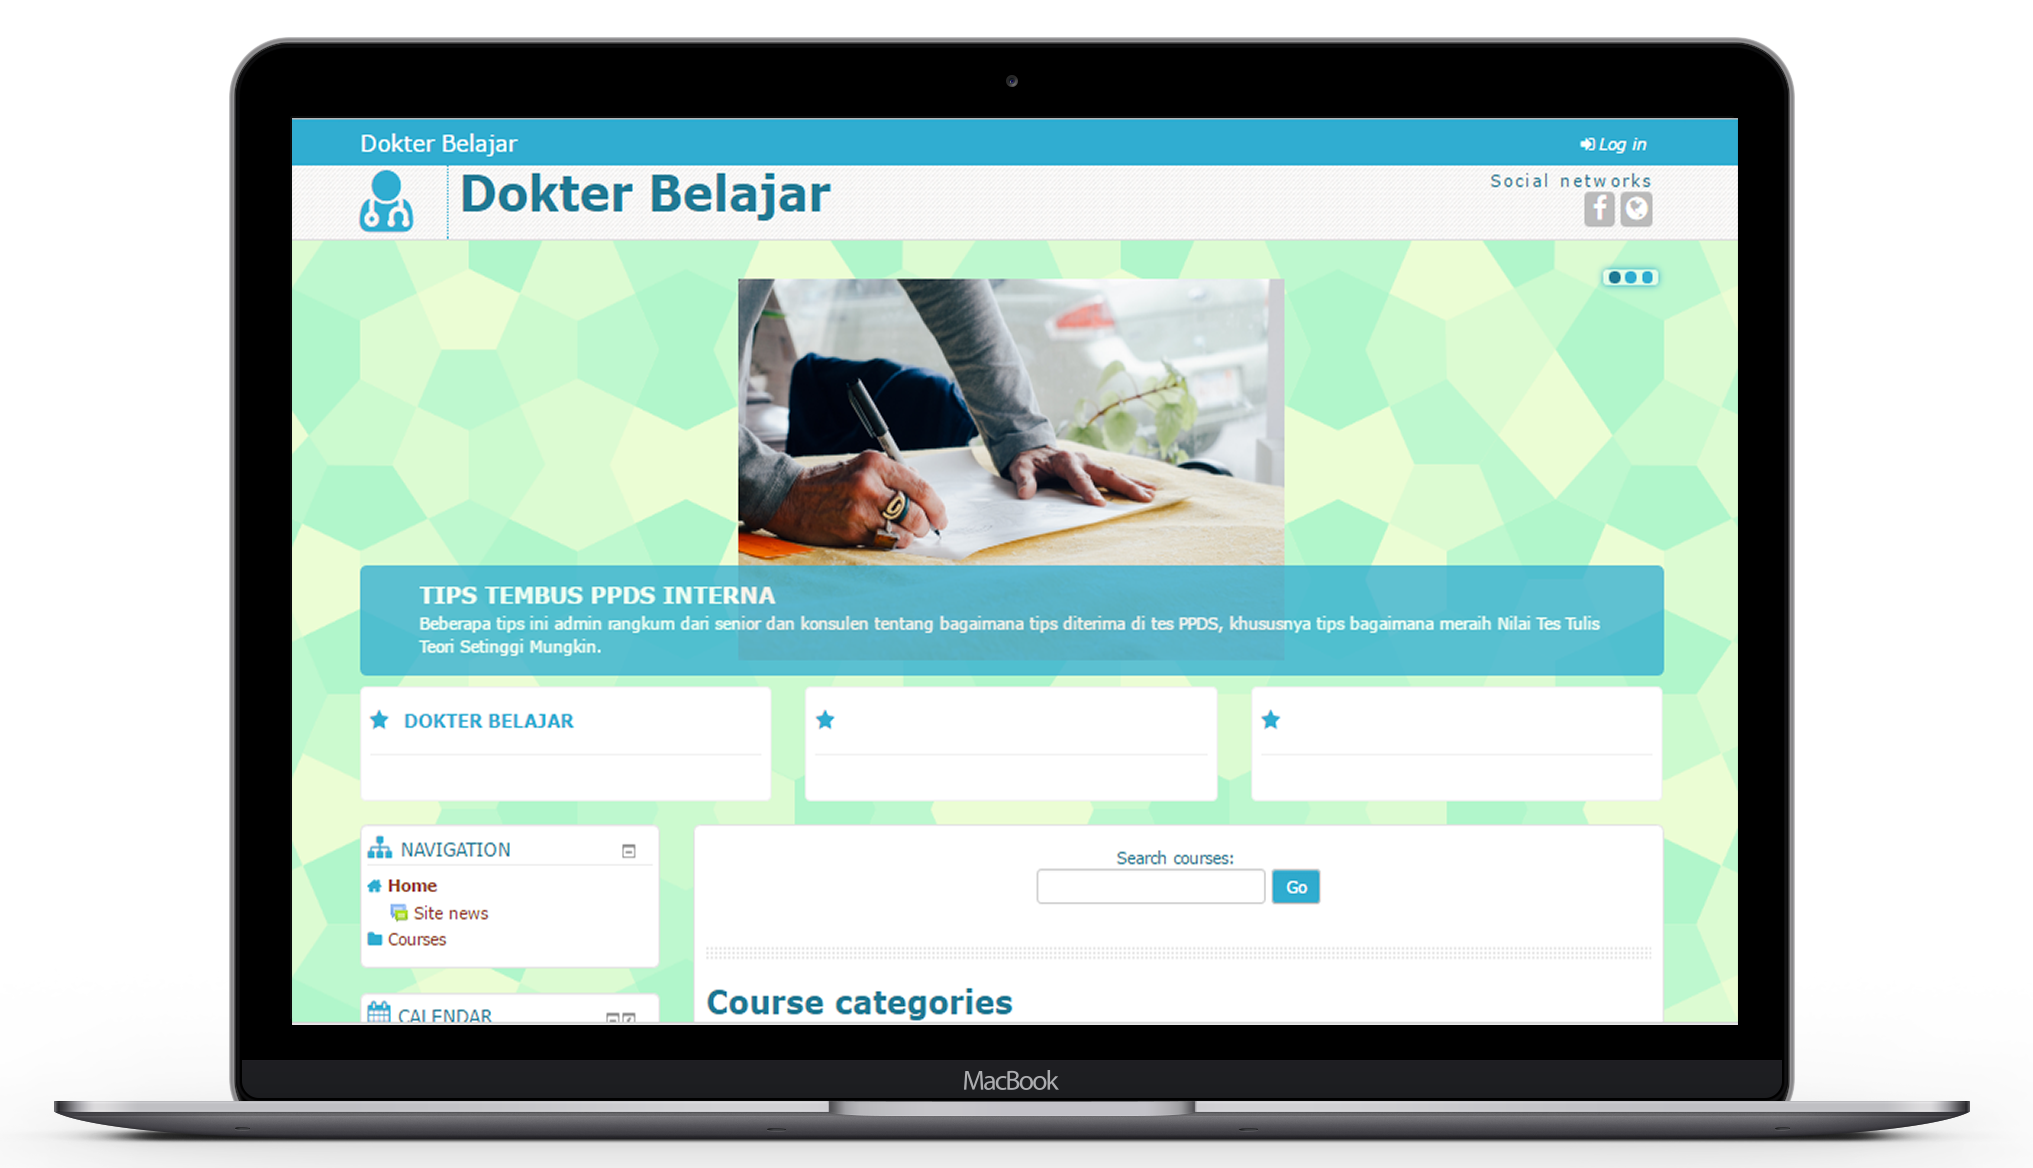 Dokter Belajar
Log in
Dokter Belajar
Social networks
TIPS TEMBUS PPDS INTERNA
Beberapa tips ini admin rangkum dari senior dan konsulen tentang bagaimana tips diterima di tes PPDS, khususnya tips bagaimana meraih Nilai Tes Tulis
Teori Setinggi Mungkin.
DOKTER BELAJAR
NAVIGATION
Home
Site news
Courses
CALENDAR
Search courses:
Go
Course categories
MacBook